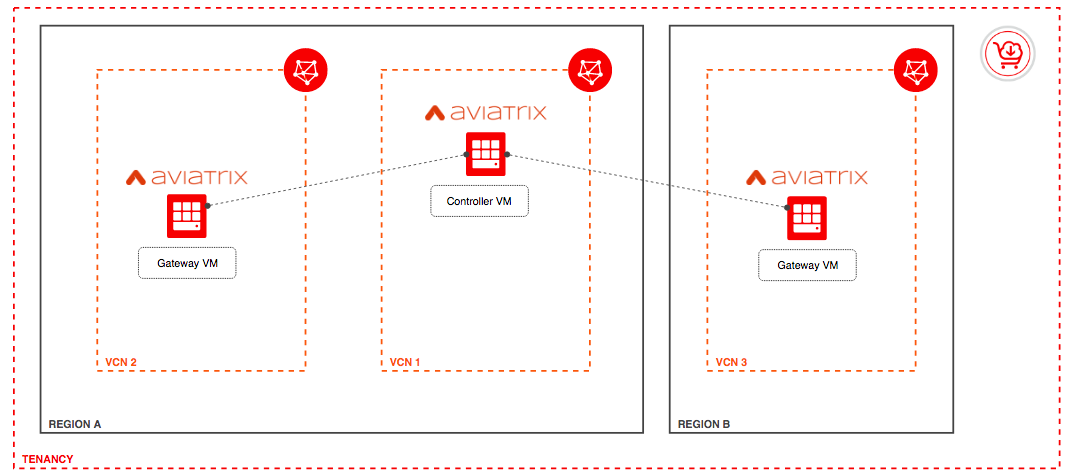 aviatrix
Controller VM
aviatrix
Gateway VM
aviatrix
Gateway VM
VCN 2
VCN 1
VCN 3
REGION A
REGION B
TENANCY